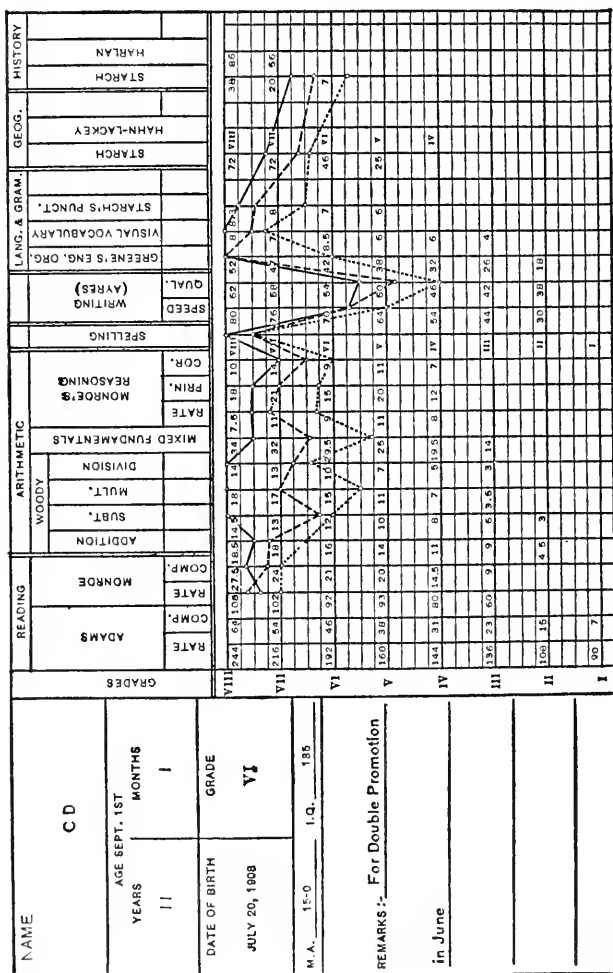 NAME
CD
AGE SEPT. 1ST
YEARS MONTHS
11 1
DATE OF BIRTH GRADE
JULY 20, 1908 VI
M.A. 15-0 I.Q. 135
REMARKS :- For Double Promotion
in June
GRADES
READING ARITHMETIC SPELLING WRITING (AYRES) LANG. & GRAM. GEOG. HISTORY
ADAMS MONROE WOODY MIXED FUNDAMENTALS MONROE'S REASONING
RATE COMP. RATE COMP. ADDITION SUBT. MULT. DIVISION RATE PRIN. COR. SPEED QUAL. GREENE'S ENG. ORG. VISUAL VOCABULARY STARCH'S PUNCT. STARCH HAHN-LACKEY STARCH HARLAN
VIII 244 64 108 27.5 18.5 14.5 18 14 34 7.5 18 10 VIII 80 62 52 8 8.3 72 VIII 38 86
VII 216 54 102 24 18 13 17 13 32 11 21 14 VII 76 58 47 7 8 72 VII 20 56
VI 192 46 92 21 16 12 15 10 29.5 9 15 9 VI 70 54 42 8.5 7 46 VI 7
V 160 38 93 20 14 10 11 7 25 11 20 11 V 64 50 38 6 6 25 V
IV 144 31 80 14.5 11 8 7 5 19.5 8 12 7 IV 54 46 32 6 IV
III 136 23 60 9 9 6 3.5 3 14 III 44 42 26 4
II 108 15 4.5 3 II 30 38 18
I 90 7 I